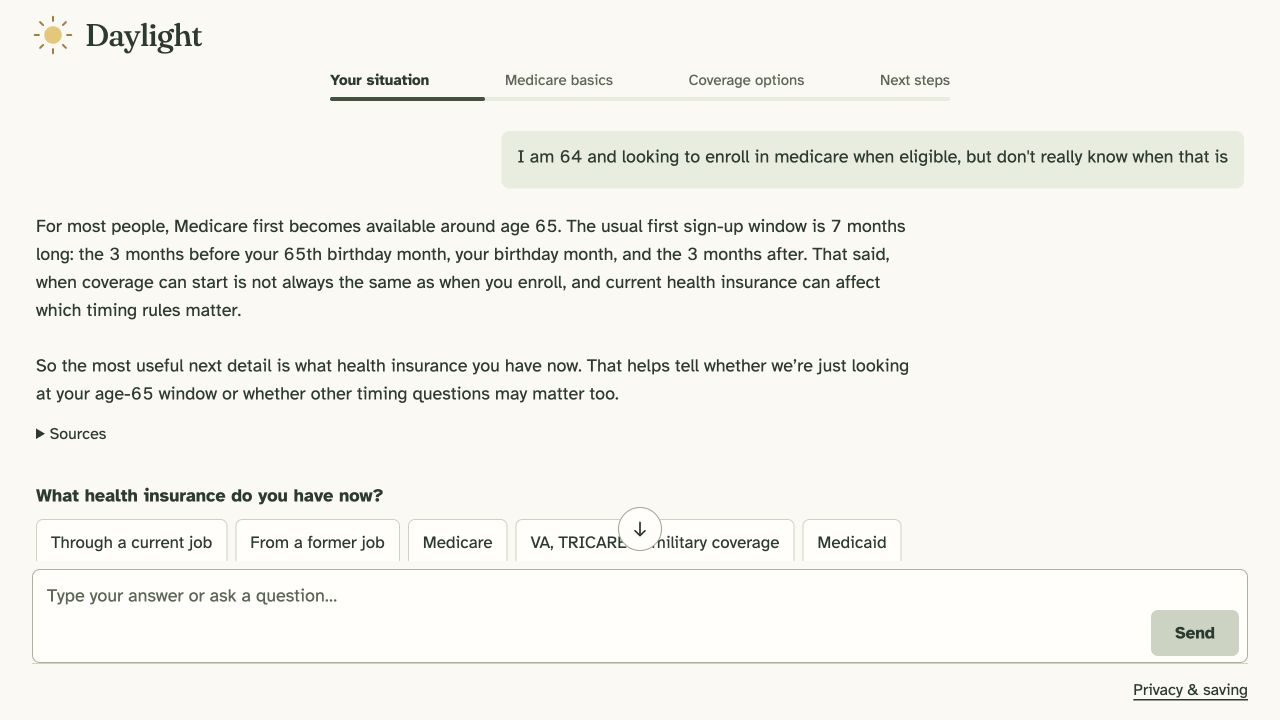 Daylight
Your situation
Medicare basics
Coverage options
Next steps
I am 64 and looking to enroll in medicare when eligible, but don't really know when that is
For most people, Medicare first becomes available around age 65. The usual first sign-up window is 7 months
long: the 3 months before your 65th birthday month, your birthday month, and the 3 months after. That said,
when coverage can start is not always the same as when you enroll, and current health insurance can affect
which timing rules matter.
So the most useful next detail is what health insurance you have now. That helps tell whether we’re just looking
at your age-65 window or whether other timing questions may matter too.
Sources
What health insurance do you have now?
Through a current job
From a former job
Medicare
VA, TRICARE military coverage
Medicaid
Type your answer or ask a question...
Send
Privacy & saving